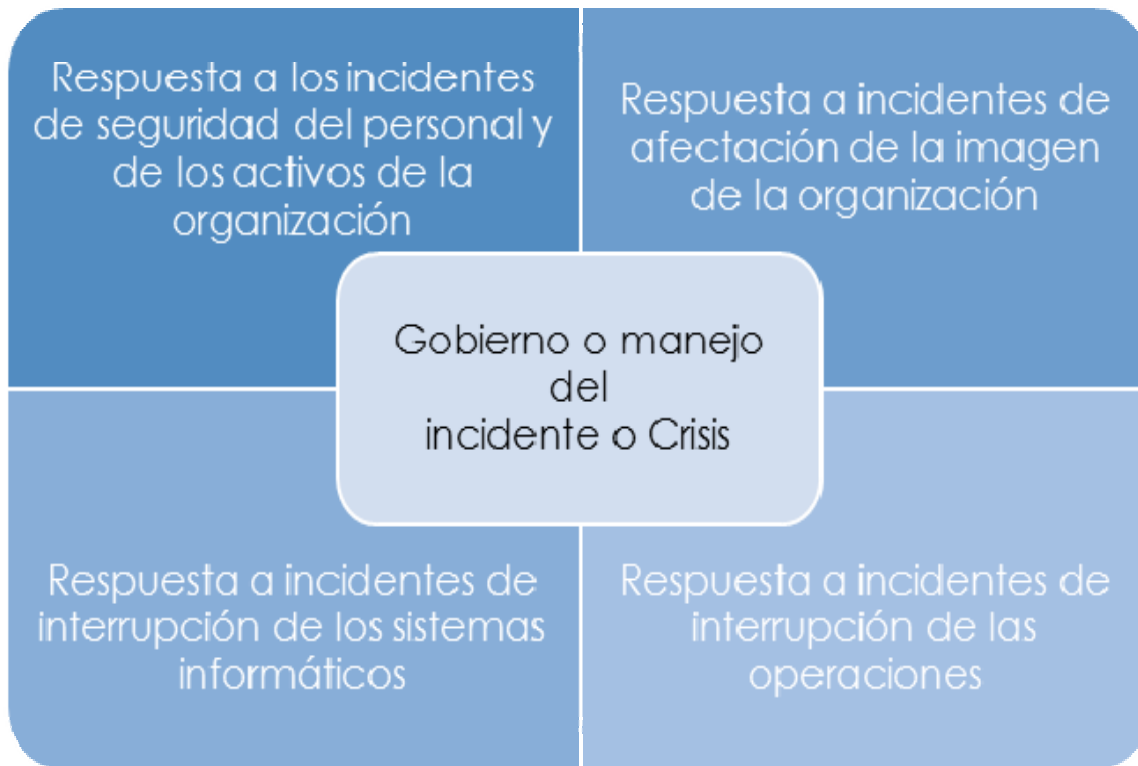 Respuesta a los incidentes
de seguridad del personal y
de los activos de la
organización
Respuesta a incidentes de
afectación de la imagen
de la organización
Gobierno o manejo
del
incidente o Crisis
Respuesta a incidentes de
interrupción de los sistemas
informáticos
Respuesta a incidentes de
interrupción de las
operaciones